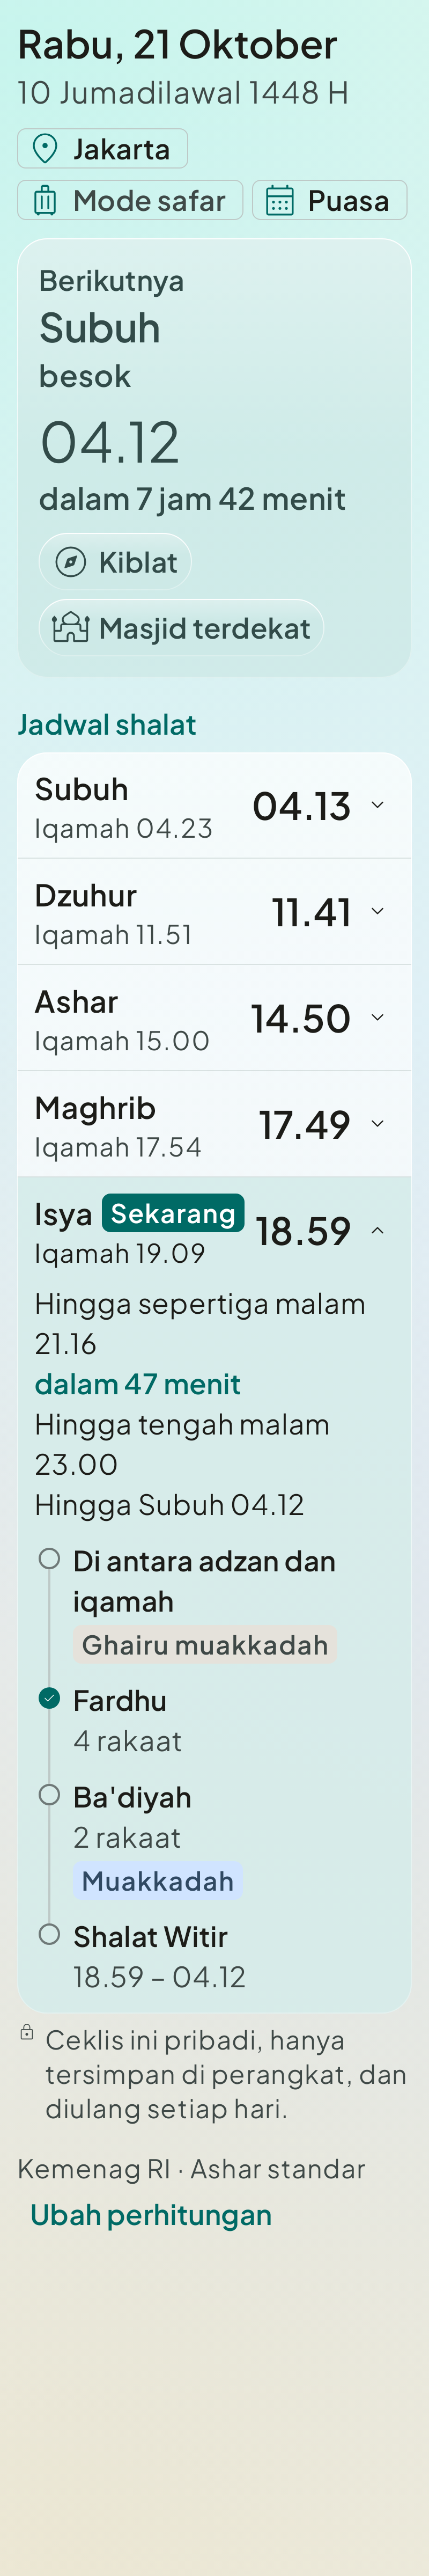 Rabu, 21 Oktober
10 Jumadilawal 1448 H
Jakarta
Mode safar
Puasa
Berikutnya
Subuh
besok
04.12
dalam 7 jam 42 menit
Kiblat
Masjid terdekat
Jadwal shalat
Subuh
04.13
Iqamah 04.23
Dzuhur
11.41
Iqamah 11.51
Ashar
14.50
Iqamah 15.00
Maghrib
17.49
Iqamah 17.54
Isya Sekarang
18.59
Iqamah 19.09
Hingga sepertiga malam
21.16
dalam 47 menit
Hingga tengah malam
23.00
Hingga Subuh 04.12
Di antara adzan dan
iqamah
Ghairu muakkadah
Fardhu
4 rakaat
Ba'diyah
2 rakaat
Muakkadah
Shalat Witir
18.59 – 04.12
Ceklis ini pribadi, hanya
tersimpan di perangkat, dan
diulang setiap hari.
Kemenag RI · Ashar standar
Ubah perhitungan